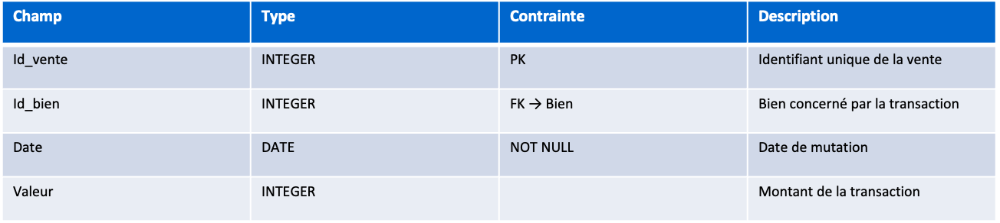 Champ Type Contrainte Description
Id_vente INTEGER PK Identifiant unique de la vente
Id_bien INTEGER FK → Bien Bien concerné par la transaction
Date DATE NOT NULL Date de mutation
Valeur INTEGER Montant de la transaction